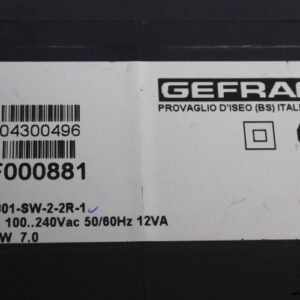 GEFRAN
PROVAGLIO D'ISEO (BS) ITAL
04300496
F000881
001-SW-2-2R-1
100..240Vac 50/60Hz 12VA
W 7.0